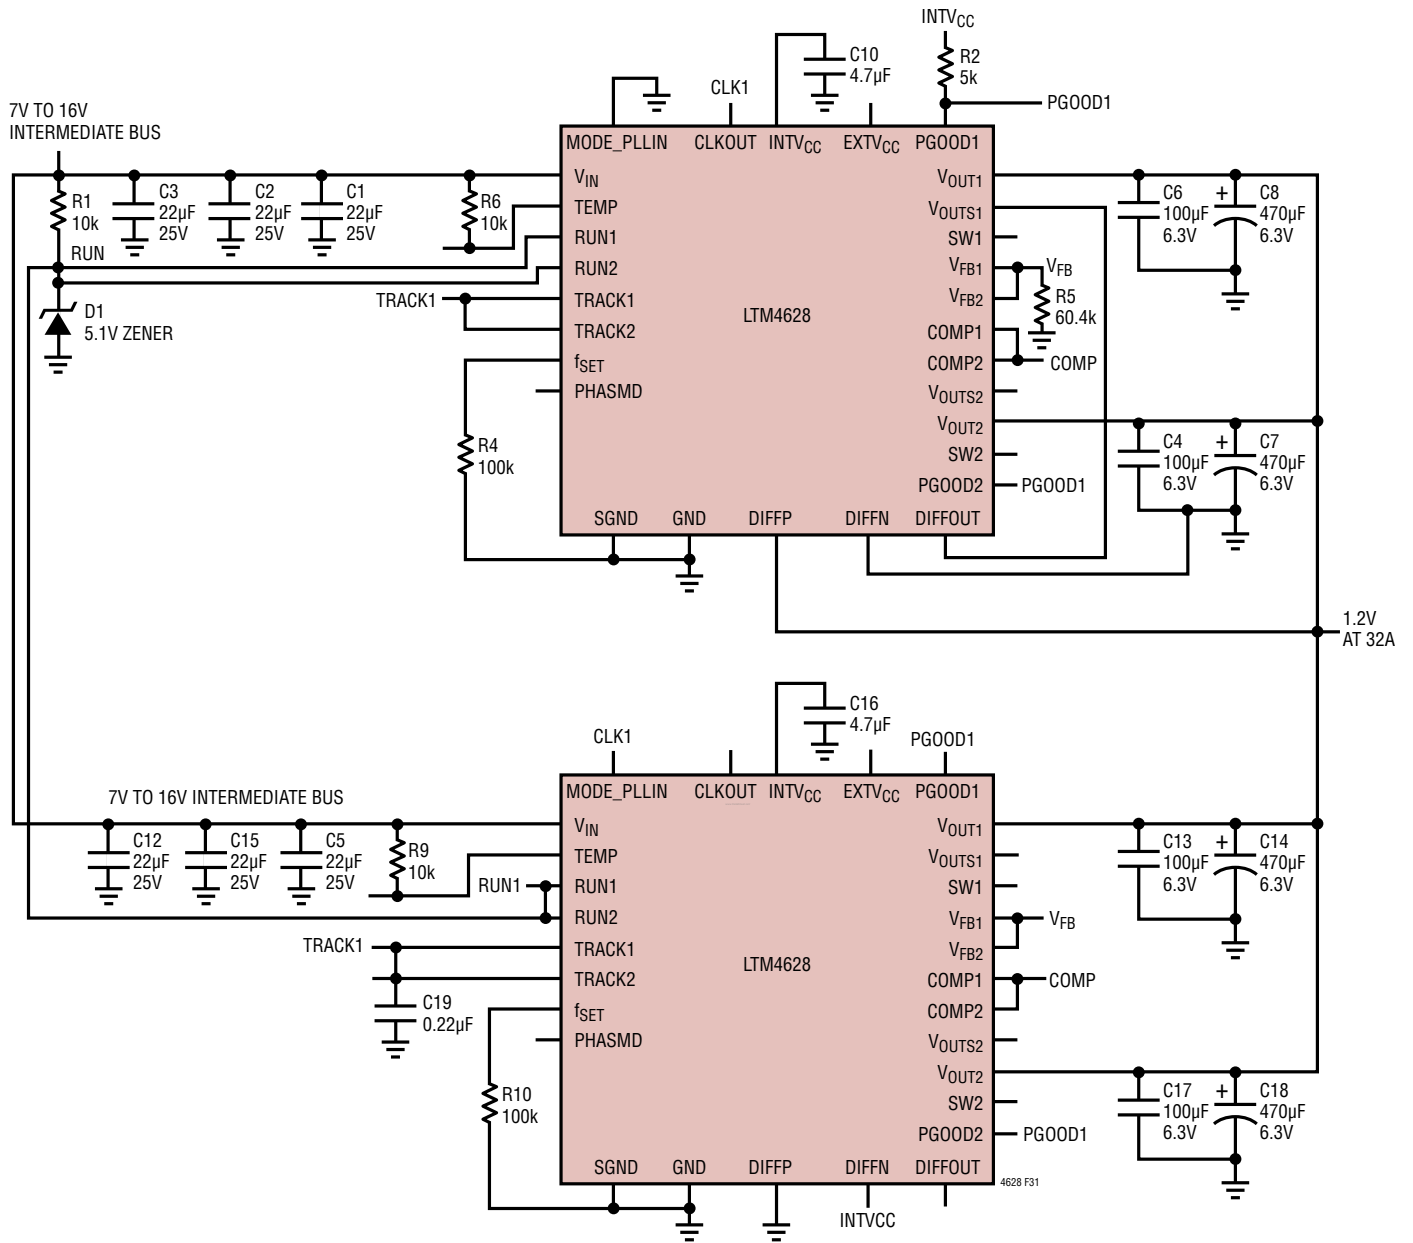 INTVCC
R2
5k
PGOOD1
C10
4.7µF
CLK1
7V TO 16V
INTERMEDIATE BUS
MODE_PLLIN
CLKOUT
INTVCC
EXTVCC
PGOOD1
R1
10k
C3
22µF
25V
C2
22µF
25V
C1
22µF
25V
R6
10k
RUN
D1
5.1V ZENER
TRACK1
VIN
TEMP
RUN1
RUN2
TRACK1
TRACK2
fSET
PHASMD
R4
100k
LTM4628
VOUT1
VOUTS1
SW1
VFB1
VFB2
COMP1
COMP2
VOUTS2
VOUT2
SW2
PGOOD2
SGND
GND
DIFFP
DIFFN
DIFFOUT
VFB
R5
60.4k
COMP
PGOOD1
C6
100µF
6.3V
+
C8
470µF
6.3V
C4
100µF
6.3V
+
C7
470µF
6.3V
1.2V
AT 32A
C16
4.7µF
CLK1
PGOOD1
7V TO 16V INTERMEDIATE BUS
MODE_PLLIN
CLKOUT
INTVCC
EXTVCC
PGOOD1
C12
22µF
25V
C15
22µF
25V
C5
22µF
25V
R9
10k
RUN1
TRACK1
C19
0.22µF
R10
100k
VIN
TEMP
RUN1
RUN2
TRACK1
TRACK2
fSET
PHASMD
LTM4628
VOUT1
VOUTS1
SW1
VFB1
VFB2
COMP1
COMP2
VOUTS2
VOUT2
SW2
PGOOD2
SGND
GND
DIFFP
DIFFN
DIFFOUT
VFB
COMP
PGOOD1
C13
100µF
6.3V
+
C14
470µF
6.3V
C17
100µF
6.3V
+
C18
470µF
6.3V
4628 F31
INTVCC